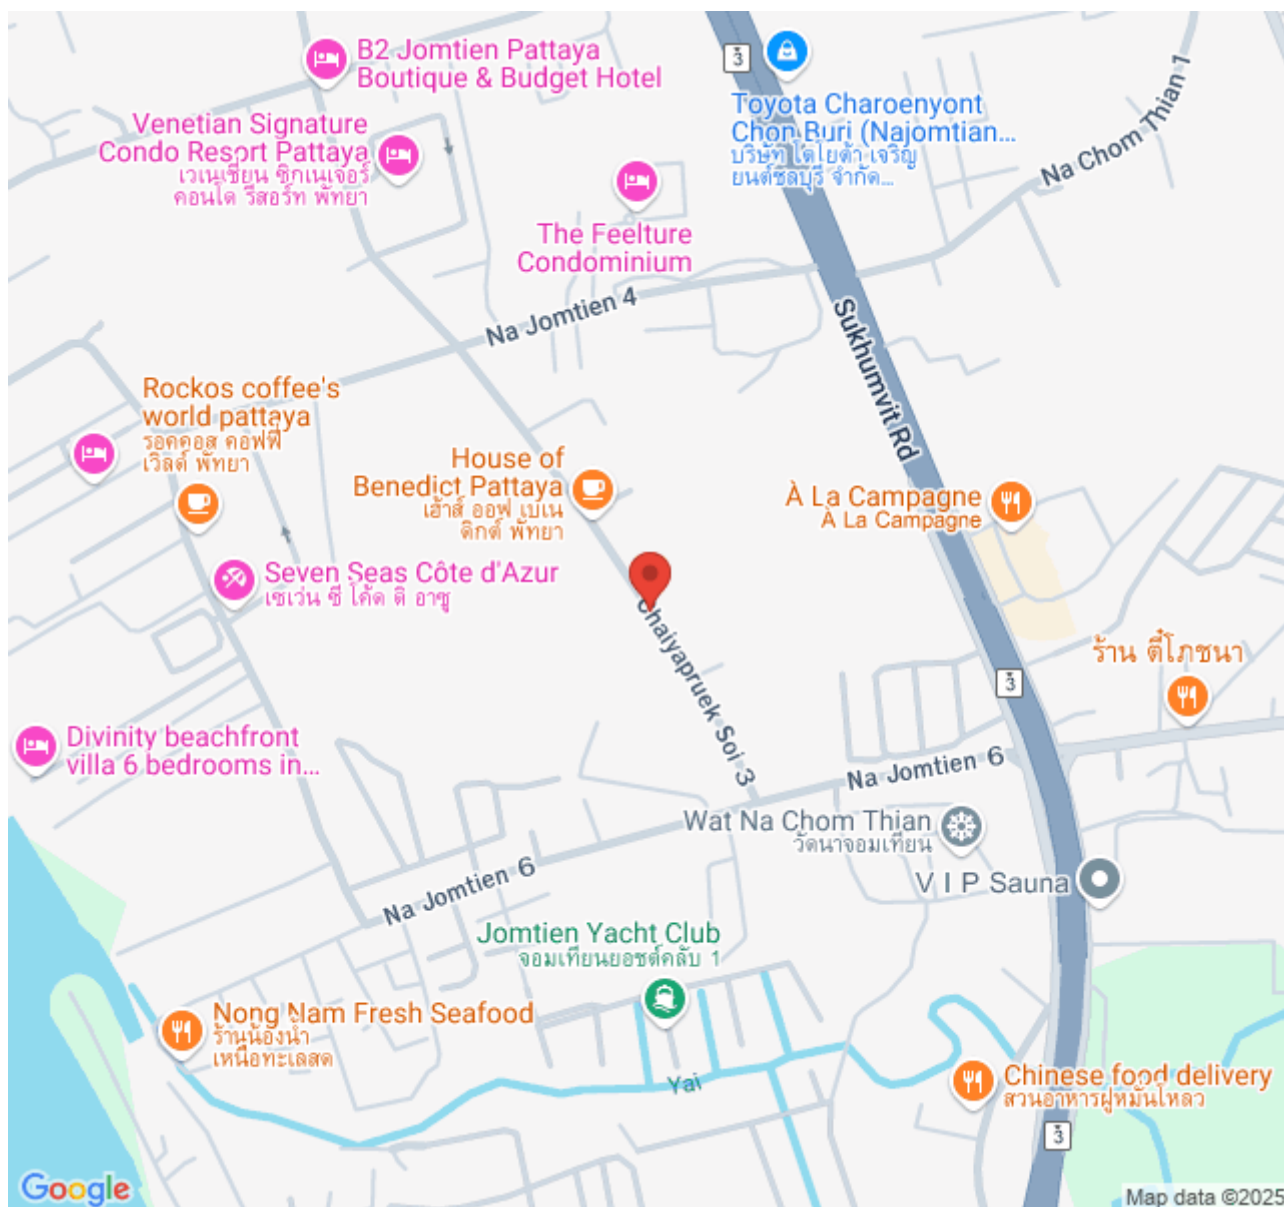 B2 Jomtien Pattaya
Boutique & Budget Hotel
3
Toyota Charoenyont
Chon Buri (Najomtian...
บริษัท โตโยต้า เจริญ
ยนต์ชลบุรี จำกัด...
Na Chom Thian 1
Venetian Signature
Condo Resort Pattaya
เวเนเชี่ยน ซิกเนเจอร์
คอนโด รีสอร์ท พัทยา
The Feelture
Condominium
Na Jomtien 4
Sukhumvit Rd
Rockos coffee's
world pattaya
รอคคอส คอฟฟี่
เวิลด์ พัทยา
House of
Benedict Pattaya
เฮ้าส์ ออฟ เบเน
ดิกต์ พัทยา
À La Campagne
À La Campagne
Seven Seas Côte d'Azur
เซเว่น ซี โค้ด ดิ อาซู
Chaiyapruek Soi 3
ร้าน ตี๋โภชนา
3
Divinity beachfront
villa 6 bedrooms in...
Na Jomtien 6
Wat Na Chom Thian
วัดนาจอมเทียน
V I P Sauna
Na Jomtien 6
Jomtien Yacht Club
จอมเทียนยอชต์คลับ 1
Nong Nam Fresh Seafood
ร้านน้องน้ำ
เหนือทะเลสด
Yai
Chinese food delivery
สวนอาหารฝูหมั่นโหลว
3
Google
Map data ©2025